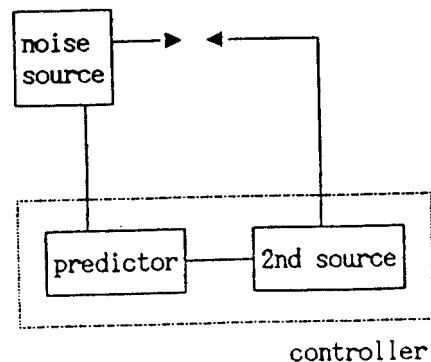 noise
source
predictor
2nd source
controller